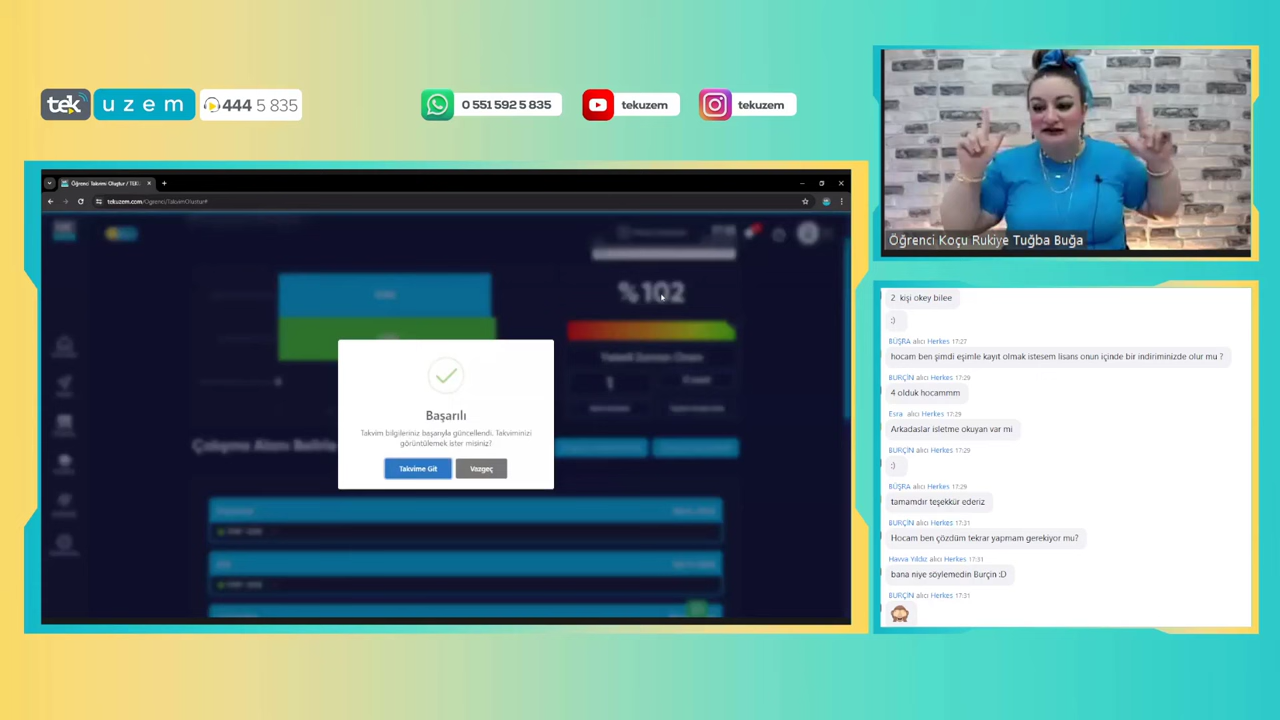 tek
uzem
444 5 835
0 551 592 5 835
tekuzem
tekuzem
Öğrenci Takvimi Oluştur / TEK
tekuzem.com/Ogrenci/TakvimOlustur#
%102
Çalışma Alanı Belirle
Başarılı
Takvim bilgileriniz başarıyla güncellendi. Takviminizi
görüntülemek ister misiniz?
Takvime Git
Vazgeç
Öğrenci Koçu Rukiye Tuğba Buğa
2 kişi okey bilee
:)
BÜŞRA alıcı Herkes 17:27
hocam ben şimdi eşimle kayıt olmak istesem lisans onun içinde bir indiriminizde olur mu ?
BURÇİN alıcı Herkes 17:29
4 olduk hocammm
Esra alıcı Herkes 17:29
Arkadaslar isletme okuyan var mi
BURÇİN alıcı Herkes 17:29
:)
BÜŞRA alıcı Herkes 17:29
tamamdır teşekkür ederiz
BURÇİN alıcı Herkes 17:31
Hocam ben çözdüm tekrar yapmam gerekiyor mu?
Havva Yıldız alıcı Herkes 17:31
bana niye söylemedin Burçin :D
BURÇİN alıcı Herkes 17:31